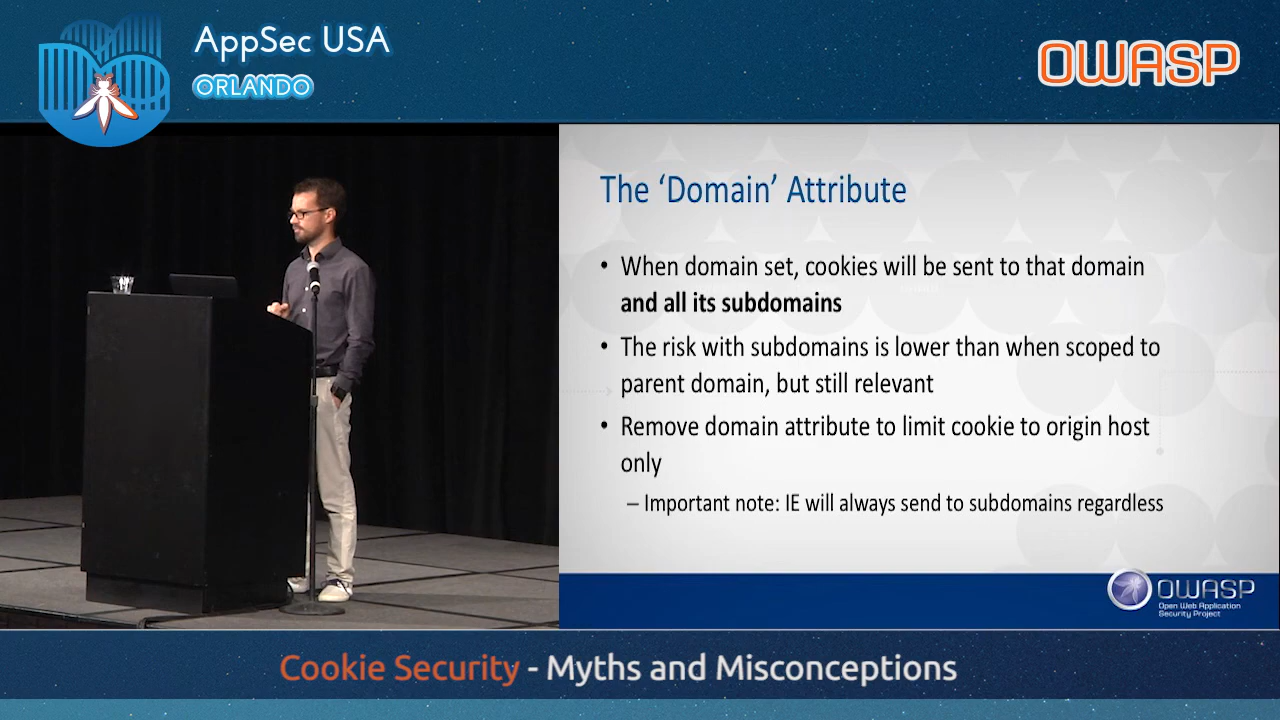 AppSec USA
ORLANDO
OWASP
The ‘Domain’ Attribute
• When domain set, cookies will be sent to that domain
and all its subdomains
• The risk with subdomains is lower than when scoped to
parent domain, but still relevant
• Remove domain attribute to limit cookie to origin host
only
– Important note: IE will always send to subdomains regardless
OWASP
Open Web Application
Security Project
Cookie Security - Myths and Misconceptions